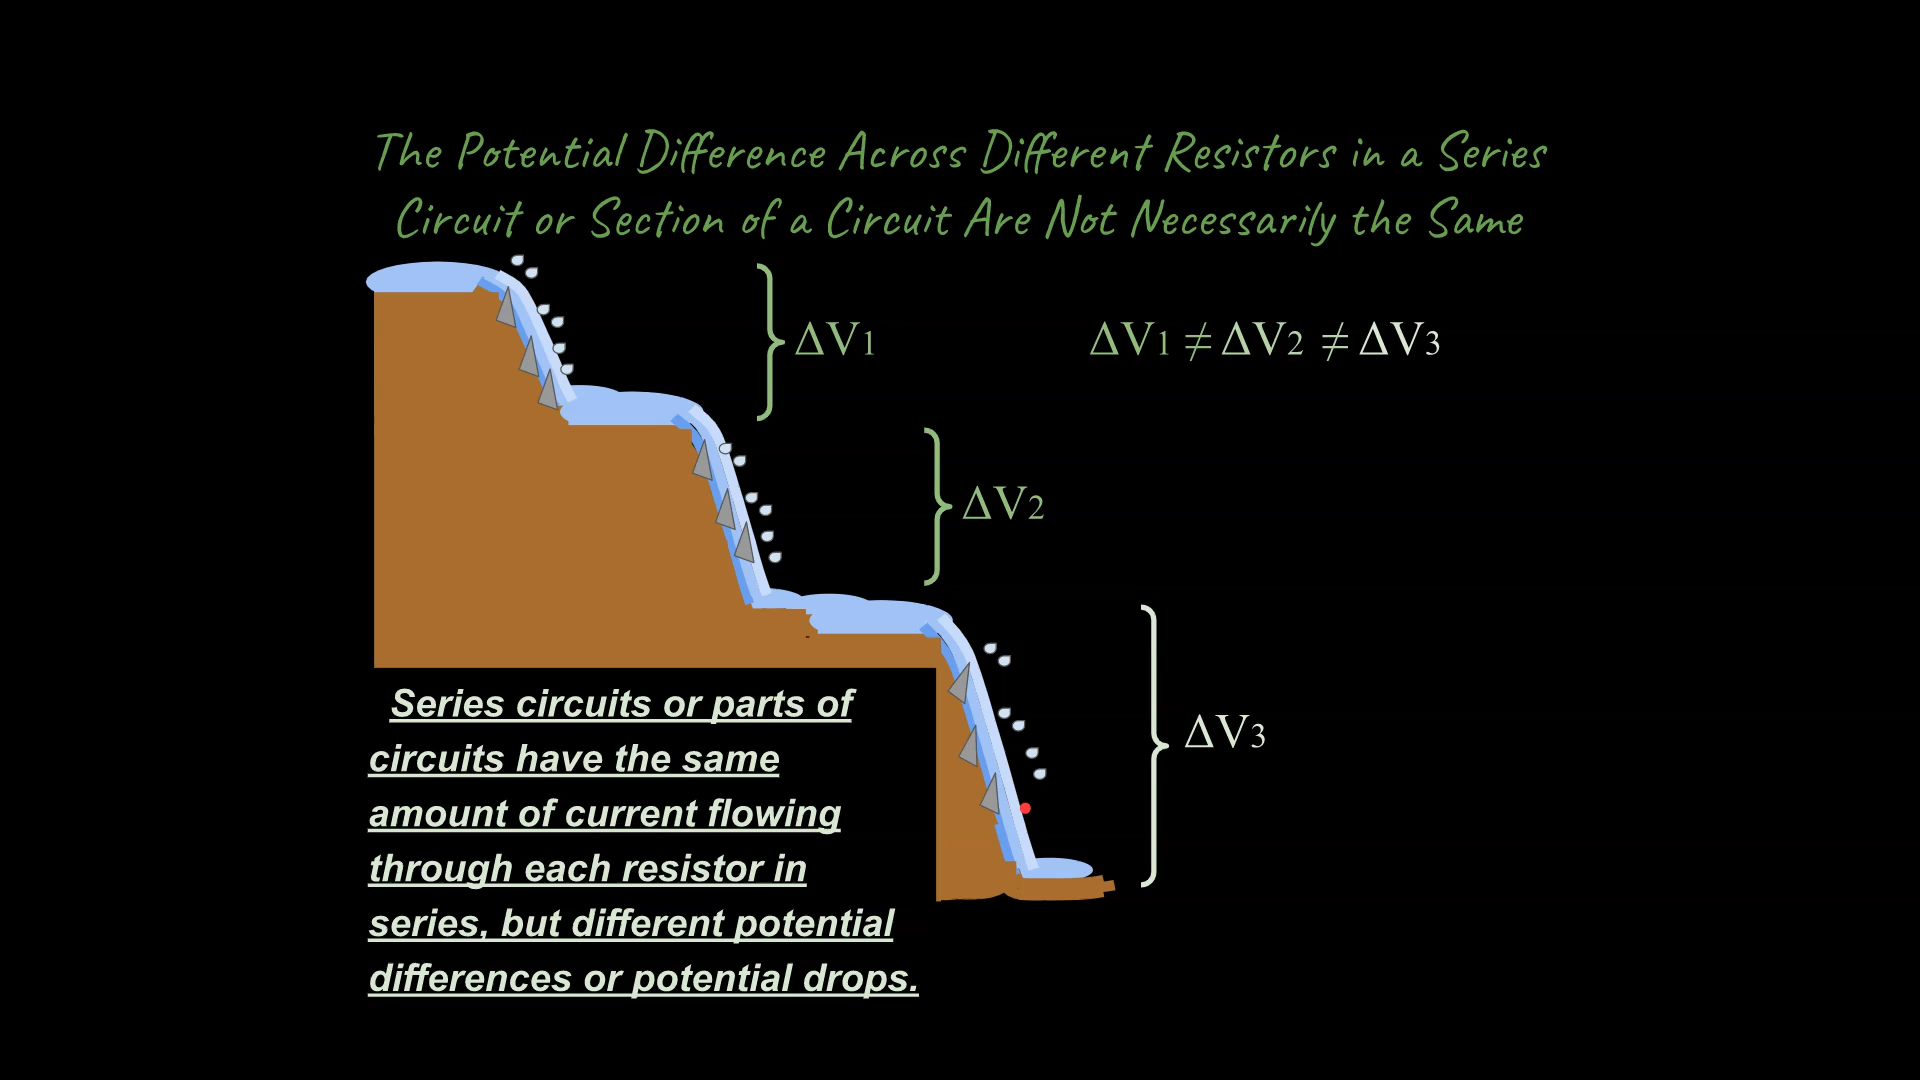 The Potential Difference Across Different Resistors in a Series
Circuit or Section of a Circuit Are Not Necessarily the Same
ΔV1
ΔV1 ≠ ΔV2 ≠ ΔV3
ΔV2
ΔV3
Series circuits or parts of
circuits have the same
amount of current flowing
through each resistor in
series, but different potential
differences or potential drops.